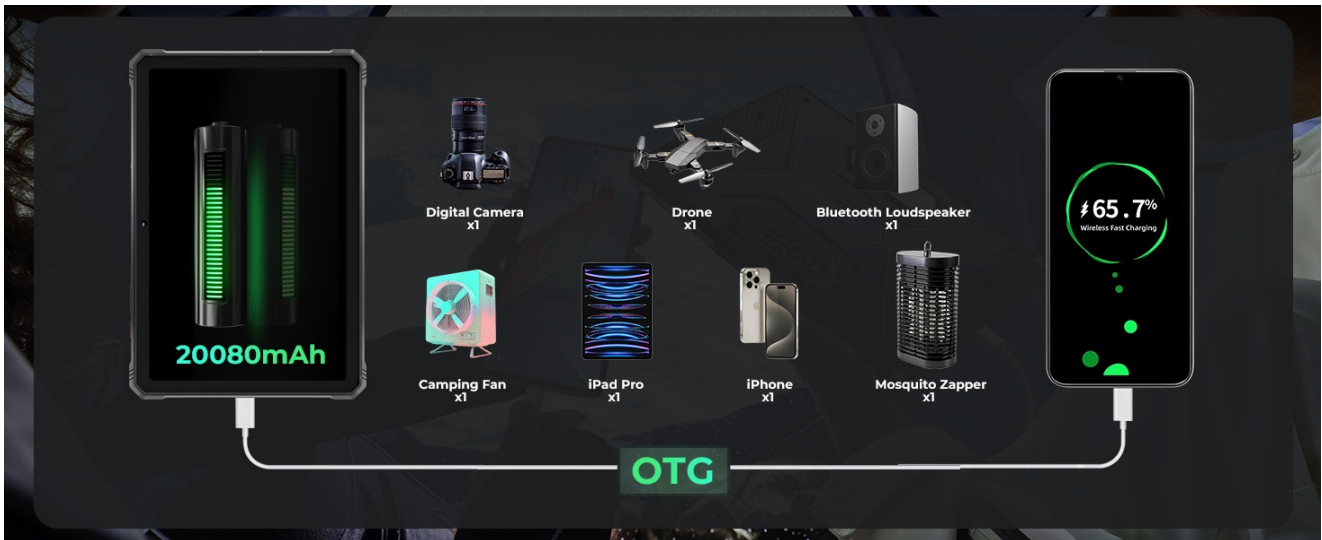 20080mAh
Digital Camera
x1
Drone
x1
Bluetooth Loudspeaker
x1
Camping Fan
x1
iPad Pro
x1
iPhone
x1
Mosquito Zapper
x1
65.7%
Wireless Fast Charging
OTG